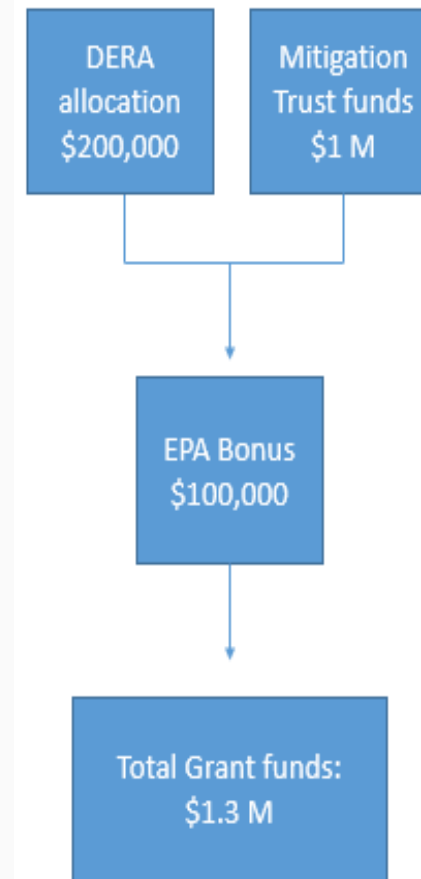 DERA
allocation
$200,000
Mitigation
Trust funds
$1 M
EPA Bonus
$100,000
Total Grant funds:
$1.3 M